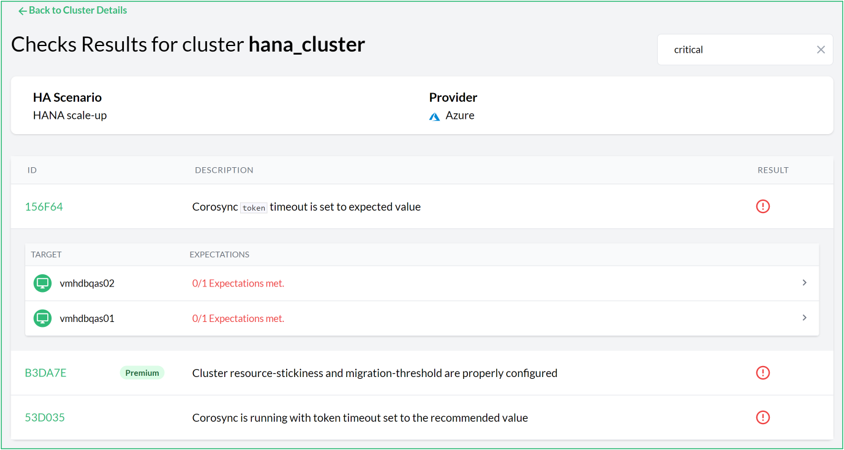 Back to Cluster Details
Checks Results for cluster hana_cluster
critical
HA Scenario
Provider
HANA scale-up
Azure
ID DESCRIPTION RESULT
156F64 Corosync token timeout is set to expected value
TARGET EXPECTATIONS
vmhdbqas02 0/1 Expectations met.
vmhdbqas01 0/1 Expectations met.
B3DA7E Premium Cluster resource-stickiness and migration-threshold are properly configured
53D035 Corosync is running with token timeout set to the recommended value